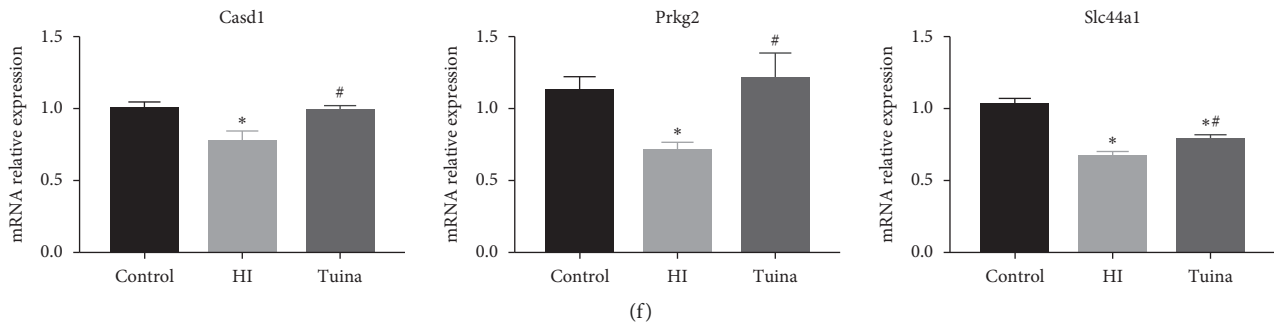 Casd1
mRNA relative expression
1.5
1.0
0.5
0.0
*
#
Control HI Tuina
Prkg2
mRNA relative expression
1.5
1.0
0.5
0.0
*
#
Control HI Tuina
Slc44a1
mRNA relative expression
1.5
1.0
0.5
0.0
*
*#
Control HI Tuina
(f)